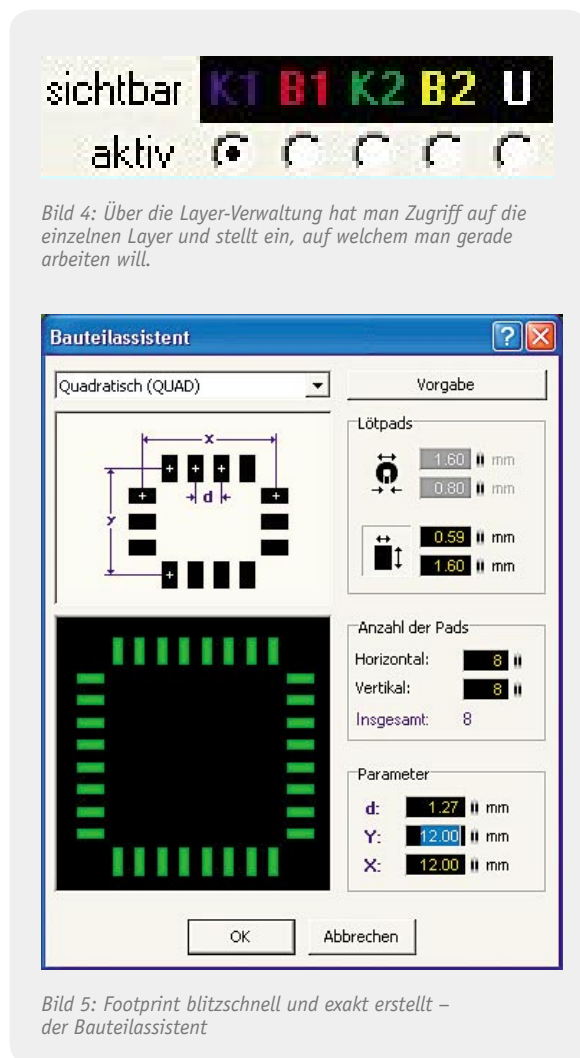 sichtbar K1 B1 K2 B2 U
aktiv
Bild 4: Über die Layer-Verwaltung hat man Zugriff auf die
einzelnen Layer und stellt ein, auf welchem man gerade
arbeiten will.
Bauteilassistent
Quadratisch (QUAD)
Vorgabe
x
d
y
Lötpads
1.60 mm
0.80 mm
0.59 mm
1.60 mm
Anzahl der Pads
Horizontal: 8
Vertikal: 8
Insgesamt: 8
Parameter
d: 1.27 mm
Y: 12.00 mm
X: 12.00 mm
OK Abbrechen
Bild 5: Footprint blitzschnell und exakt erstellt –
der Bauteilassistent